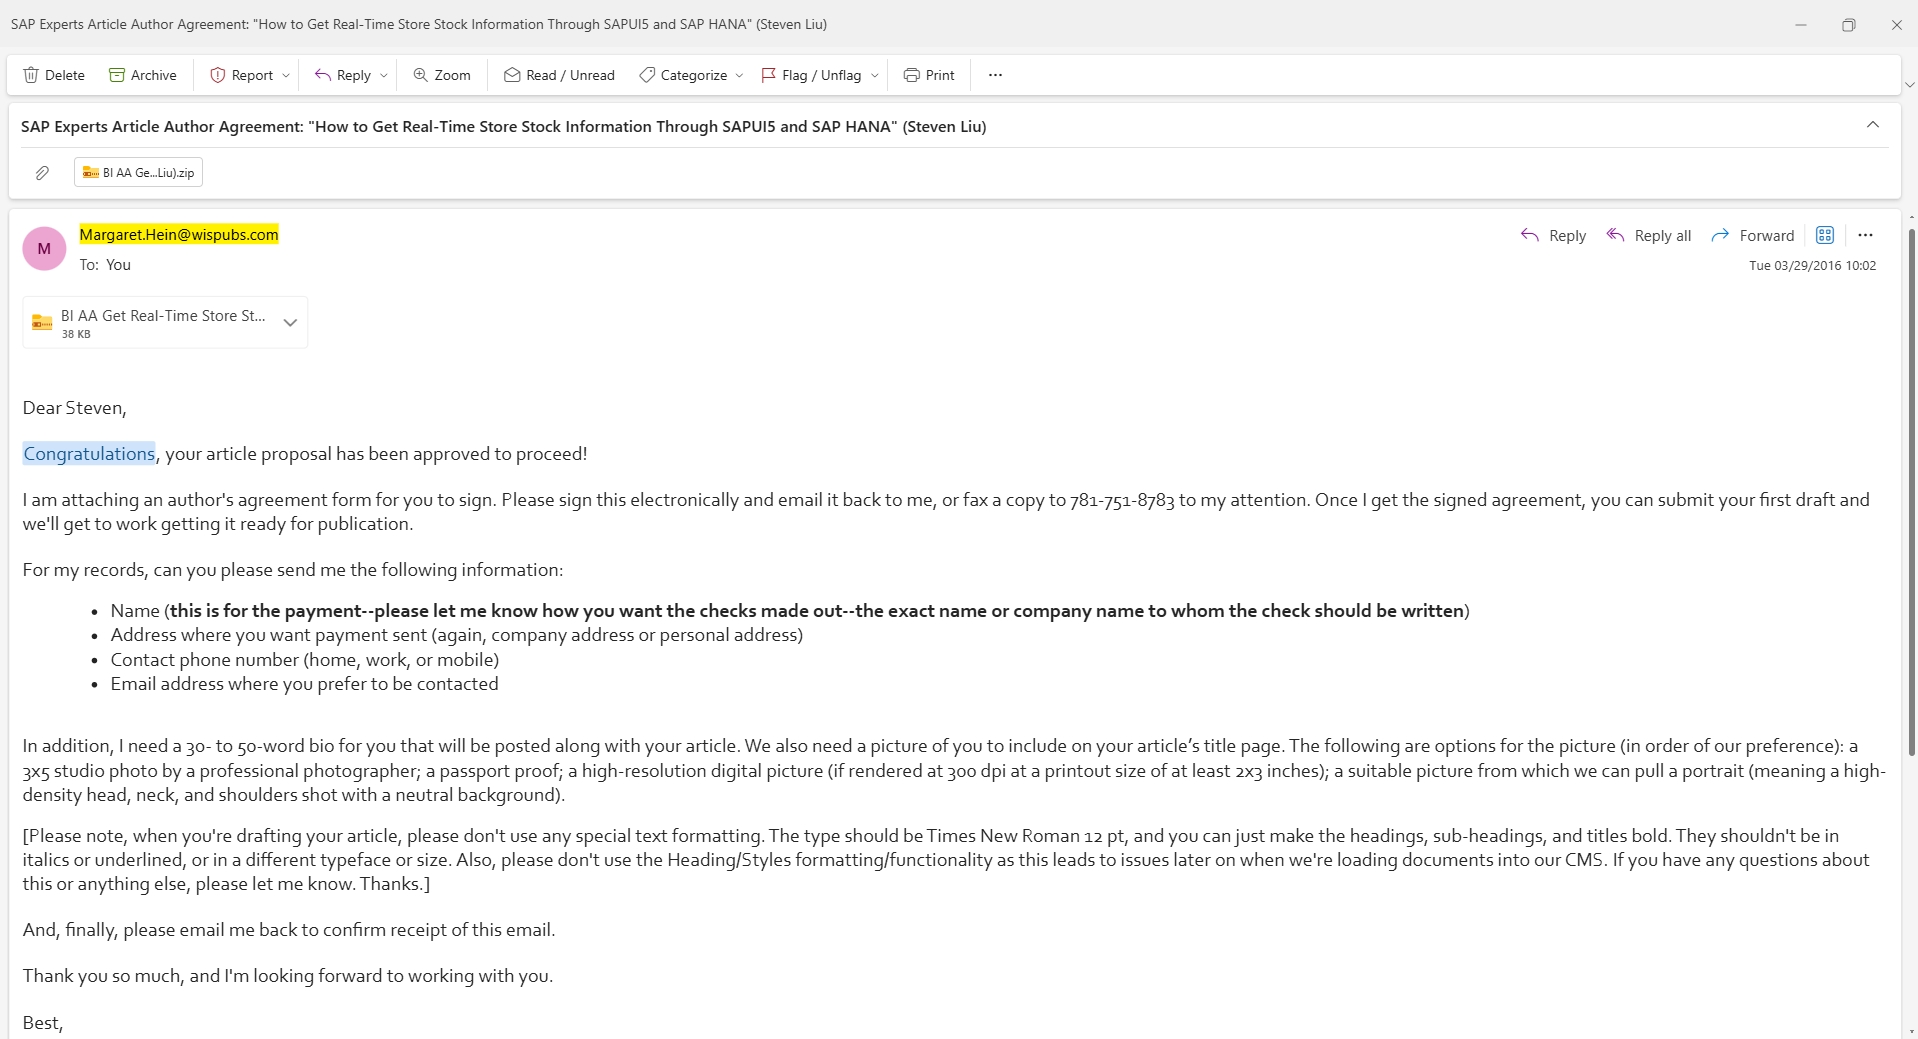 SAP Experts Article Author Agreement: "How to Get Real-Time Store Stock Information Through SAPUI5 and SAP HANA" (Steven Liu)
Delete Archive Report Reply Zoom Read / Unread Categorize Flag / Unflag Print
SAP Experts Article Author Agreement: "How to Get Real-Time Store Stock Information Through SAPUI5 and SAP HANA" (Steven Liu)
BI AA Ge...Liu).zip
M
Margaret.Hein@wispubs.com
To: You
Reply Reply all Forward
Tue 03/29/2016 10:02
BI AA Get Real-Time Store St...
38 KB
Dear Steven,
Congratulations, your article proposal has been approved to proceed!
I am attaching an author's agreement form for you to sign. Please sign this electronically and email it back to me, or fax a copy to 781-751-8783 to my attention. Once I get the signed agreement, you can submit your first draft and
we'll get to work getting it ready for publication.
For my records, can you please send me the following information:
• Name (this is for the payment--please let me know how you want the checks made out--the exact name or company name to whom the check should be written)
• Address where you want payment sent (again, company address or personal address)
• Contact phone number (home, work, or mobile)
• Email address where you prefer to be contacted
In addition, I need a 30- to 50-word bio for you that will be posted along with your article. We also need a picture of you to include on your article’s title page. The following are options for the picture (in order of our preference): a
3x5 studio photo by a professional photographer; a passport proof; a high-resolution digital picture (if rendered at 300 dpi at a printout size of at least 2x3 inches); a suitable picture from which we can pull a portrait (meaning a high-
density head, neck, and shoulders shot with a neutral background).
[Please note, when you're drafting your article, please don't use any special text formatting. The type should be Times New Roman 12 pt, and you can just make the headings, sub-headings, and titles bold. They shouldn't be in
italics or underlined, or in a different typeface or size. Also, please don't use the Heading/Styles formatting/functionality as this leads to issues later on when we're loading documents into our CMS. If you have any questions about
this or anything else, please let me know. Thanks.]
And, finally, please email me back to confirm receipt of this email.
Thank you so much, and I'm looking forward to working with you.
Best,